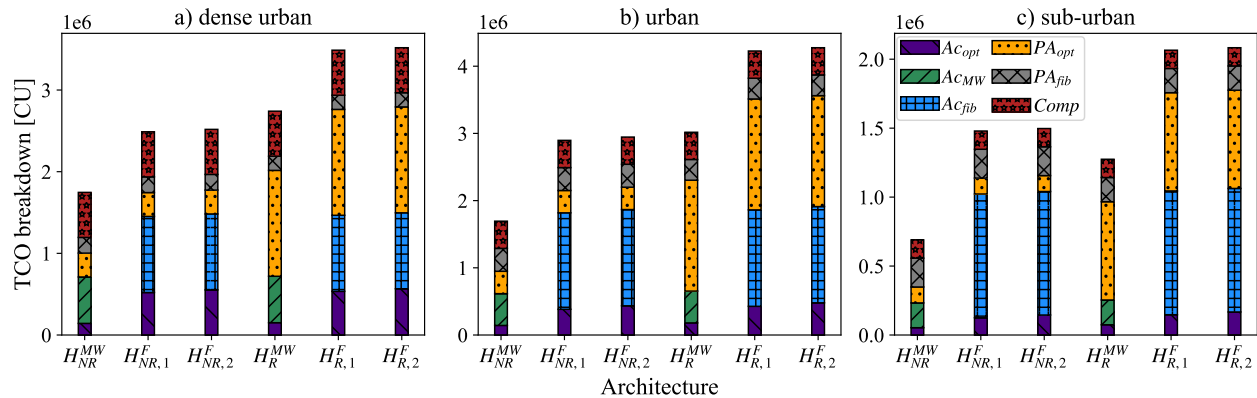 a) dense urban
b) urban
c) sub-urban
1e6
1e6
1e6
TCO breakdown [CU]
3
2
1
0
4
3
2
1
0
2.0
1.5
1.0
0.5
0.0
Ac_opt
Ac_MW
Ac_fib
PA_opt
PA_fib
Comp
H_NR^MW
H_NR,1^F
H_NR,2^F
H_R^MW
H_R,1^F
H_R,2^F
H_NR^MW
H_NR,1^F
H_NR,2^F
H_R^MW
H_R,1^F
H_R,2^F
H_NR^MW
H_NR,1^F
H_NR,2^F
H_R^MW
H_R,1^F
H_R,2^F
Architecture